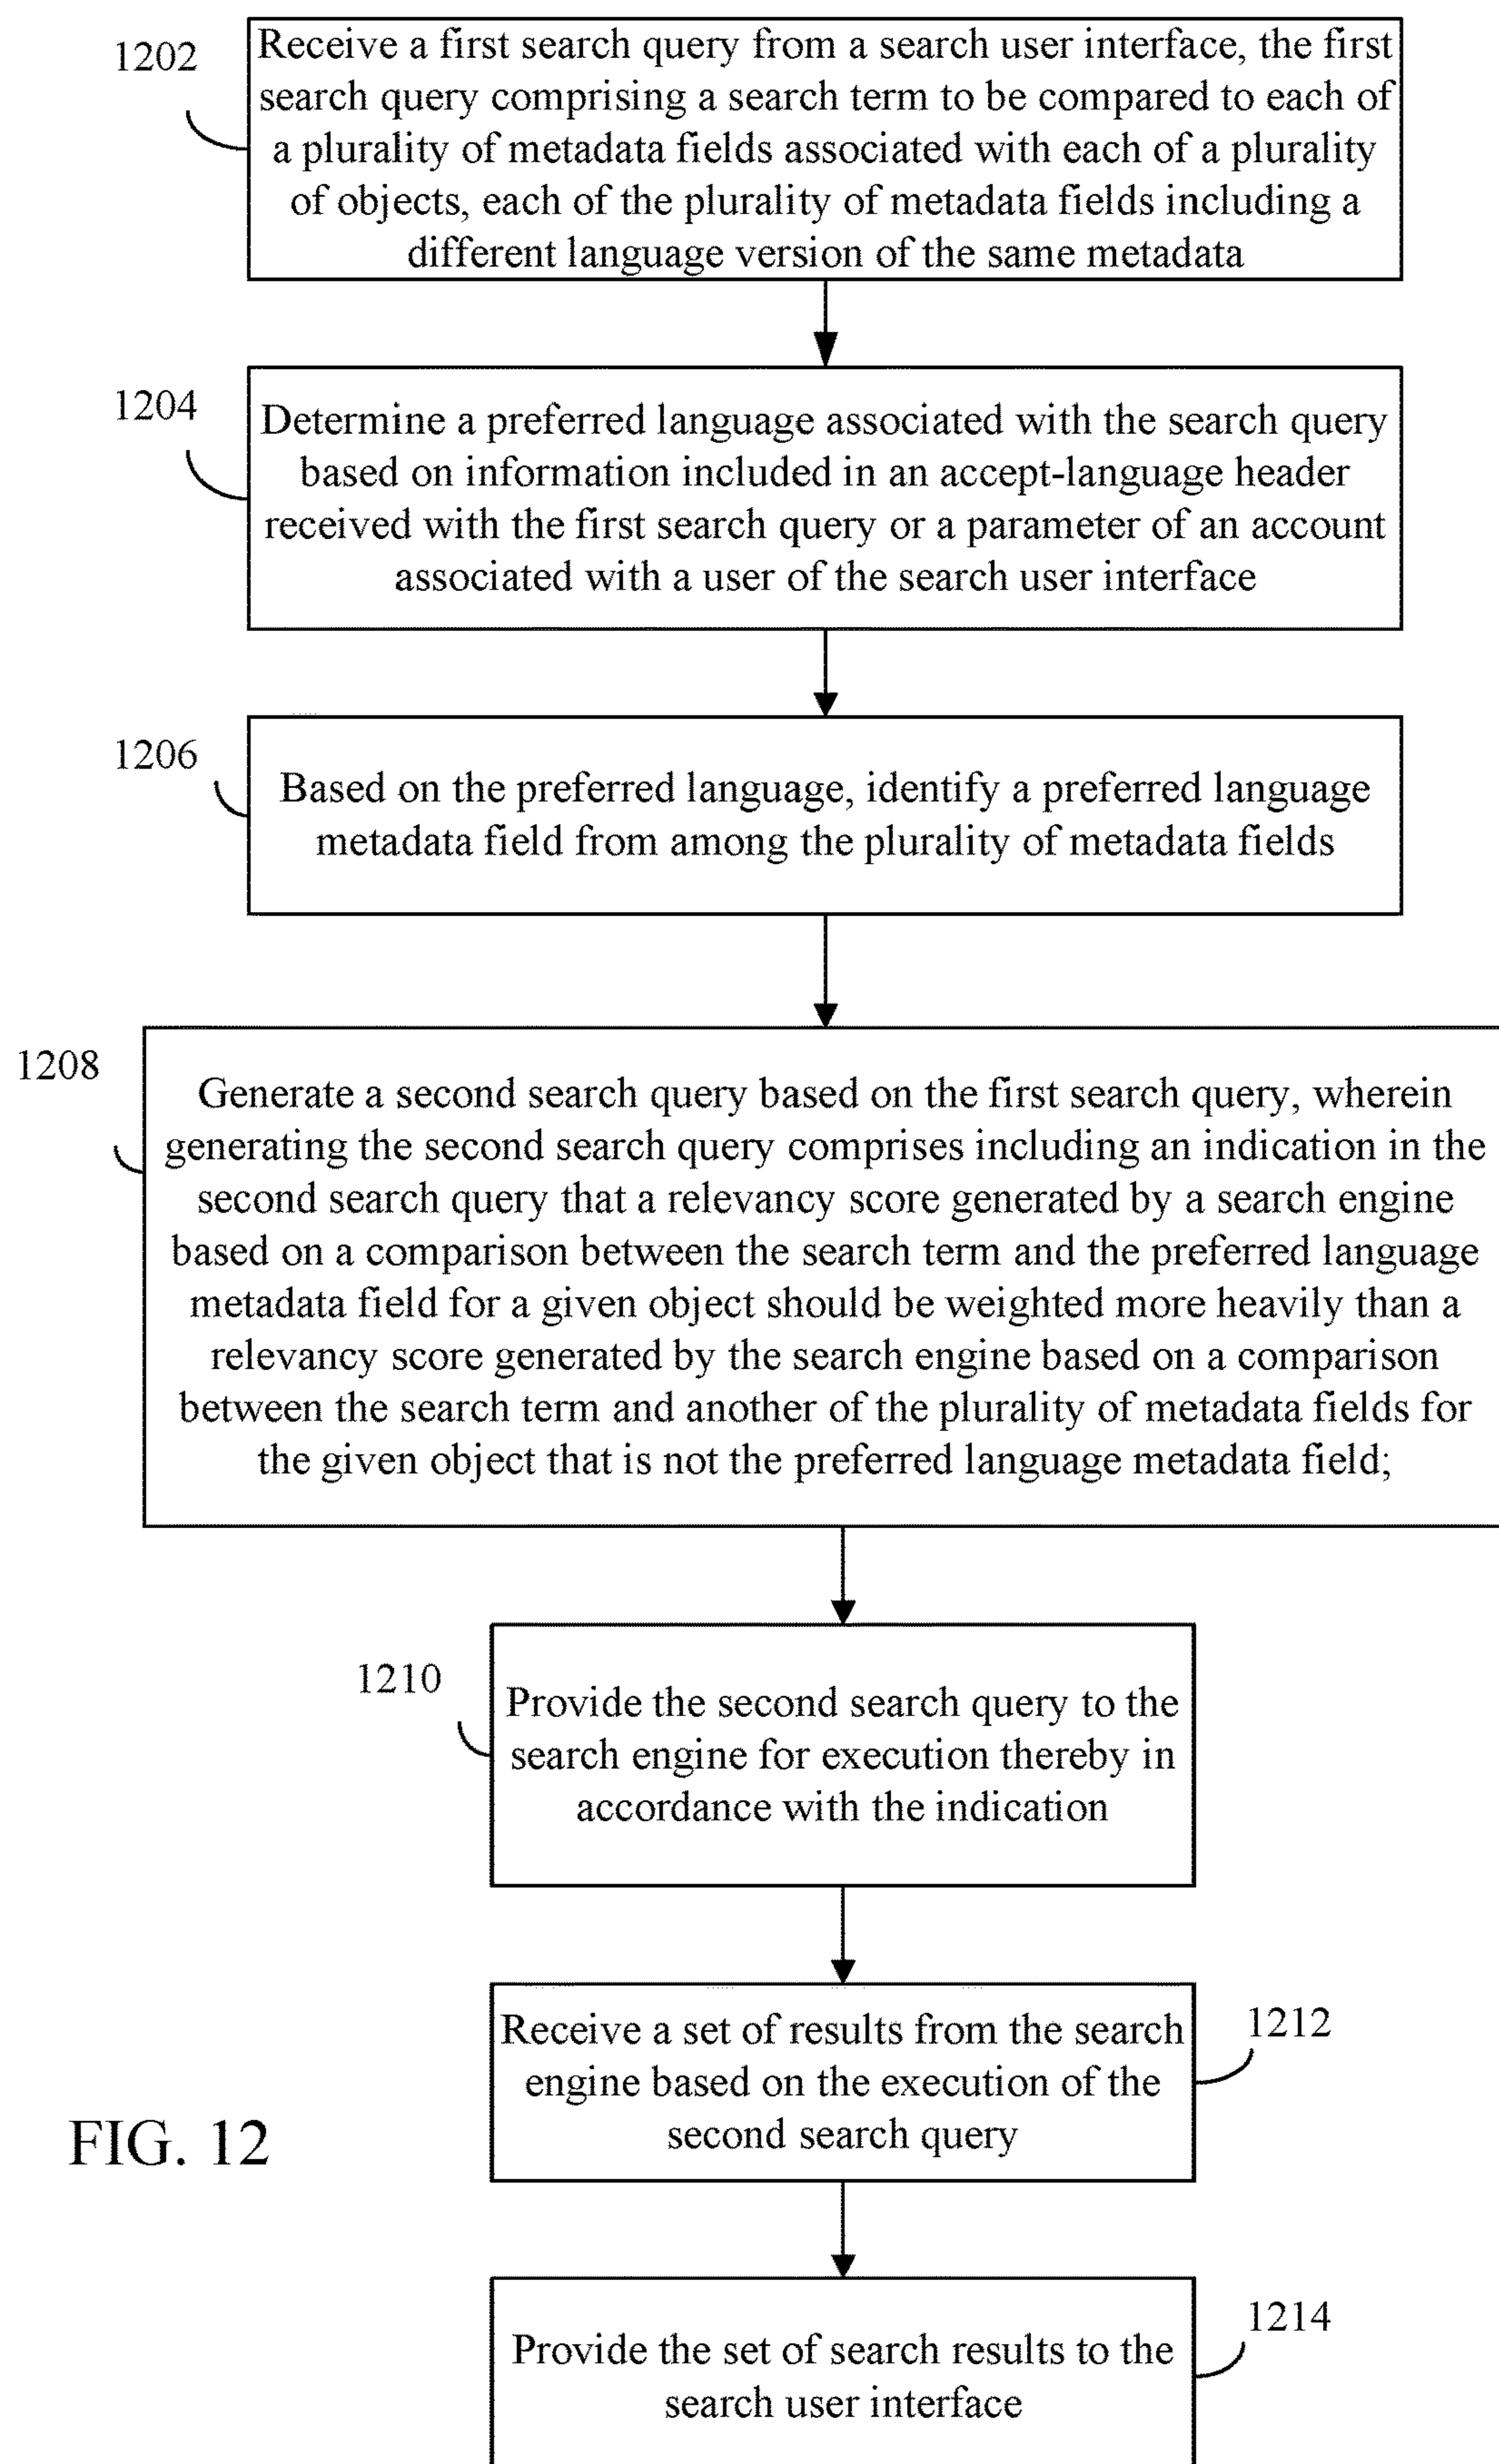 1202
Receive a first search query from a search user interface, the first
search query comprising a search term to be compared to each of
a plurality of metadata fields associated with each of a plurality
of objects, each of the plurality of metadata fields including a
different language version of the same metadata
1204
Determine a preferred language associated with the search query
based on information included in an accept-language header
received with the first search query or a parameter of an account
associated with a user of the search user interface
1206
Based on the preferred language, identify a preferred language
metadata field from among the plurality of metadata fields
1208
Generate a second search query based on the first search query, wherein
generating the second search query comprises including an indication in the
second search query that a relevancy score generated by a search engine
based on a comparison between the search term and the preferred language
metadata field for a given object should be weighted more heavily than a
relevancy score generated by the search engine based on a comparison
between the search term and another of the plurality of metadata fields for
the given object that is not the preferred language metadata field;
1210
Provide the second search query to the
search engine for execution thereby in
accordance with the indication
1212
Receive a set of results from the search
engine based on the execution of the
second search query
FIG. 12
1214
Provide the set of search results to the
search user interface